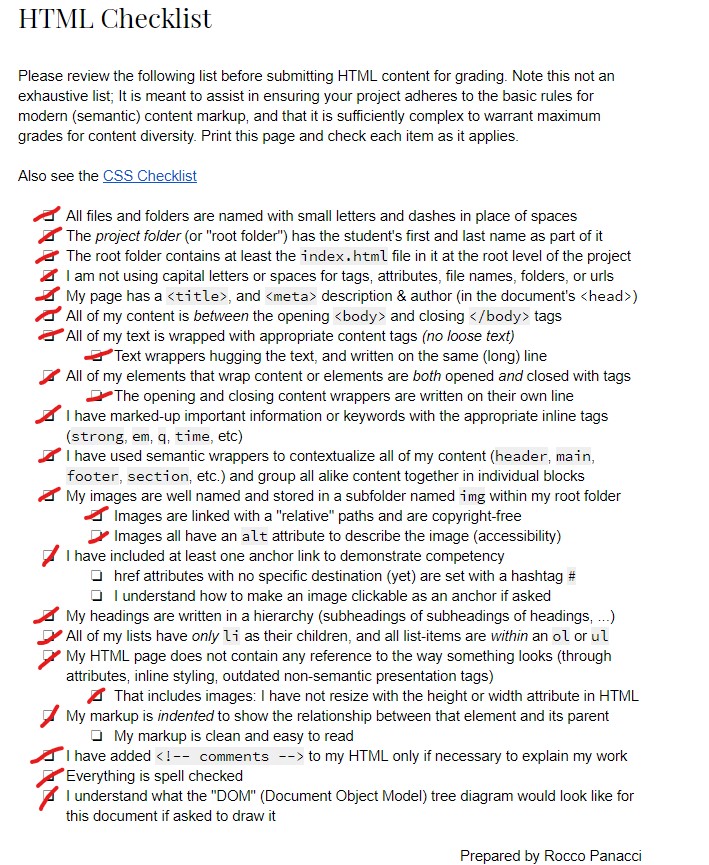 HTML Checklist
Please review the following list before submitting HTML content for grading. Note this not an
exhaustive list; It is meant to assist in ensuring your project adheres to the basic rules for
modern (semantic) content markup, and that it is sufficiently complex to warrant maximum
grades for content diversity. Print this page and check each item as it applies.
Also see the CSS Checklist
All files and folders are named with small letters and dashes in place of spaces
The project folder (or "root folder") has the student's first and last name as part of it
The root folder contains at least the index.html file in it at the root level of the project
I am not using capital letters or spaces for tags, attributes, file names, folders, or urls
My page has a <title>, and <meta> description & author (in the document's <head>)
All of my content is between the opening <body> and closing </body> tags
All of my text is wrapped with appropriate content tags (no loose text)
Text wrappers hugging the text, and written on the same (long) line
All of my elements that wrap content or elements are both opened and closed with tags
The opening and closing content wrappers are written on their own line
I have marked-up important information or keywords with the appropriate inline tags
(strong, em, q, time, etc)
I have used semantic wrappers to contextualize all of my content (header, main,
footer, section, etc.) and group all alike content together in individual blocks
My images are well named and stored in a subfolder named img within my root folder
Images are linked with a "relative" paths and are copyright-free
Images all have an alt attribute to describe the image (accessibility)
I have included at least one anchor link to demonstrate competency
href attributes with no specific destination (yet) are set with a hashtag #
I understand how to make an image clickable as an anchor if asked
My headings are written in a hierarchy (subheadings of subheadings of headings, ...)
All of my lists have only li as their children, and all list-items are within an ol or ul
My HTML page does not contain any reference to the way something looks (through
attributes, inline styling, outdated non-semantic presentation tags)
That includes images: I have not resize with the height or width attribute in HTML
My markup is indented to show the relationship between that element and its parent
My markup is clean and easy to read
I have added <!-- comments --> to my HTML only if necessary to explain my work
Everything is spell checked
I understand what the "DOM" (Document Object Model) tree diagram would look like for
this document if asked to draw it
Prepared by Rocco Panacci